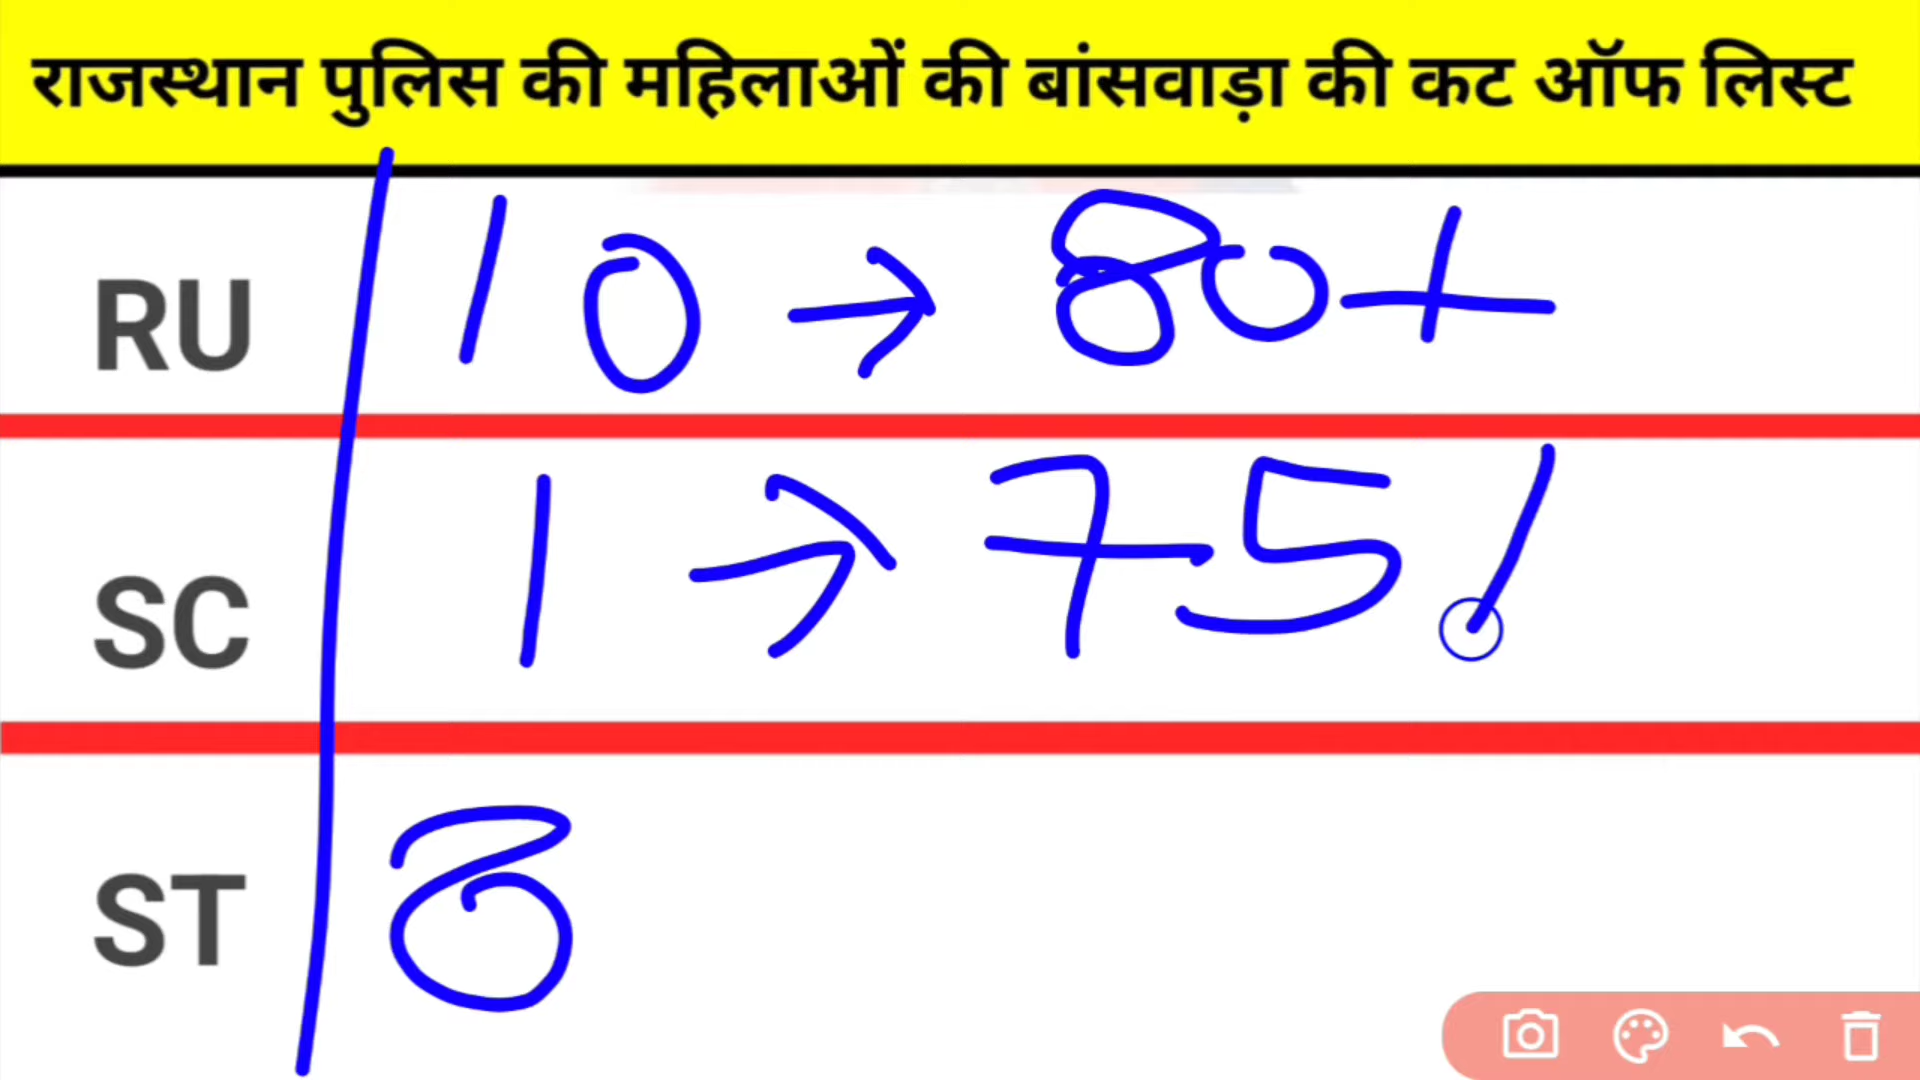 राजस्थान पुलिस की महिलाओं की बांसवाड़ा की कट ऑफ लिस्ट
RU 10 → 80+
SC 1 → 75/
ST 8